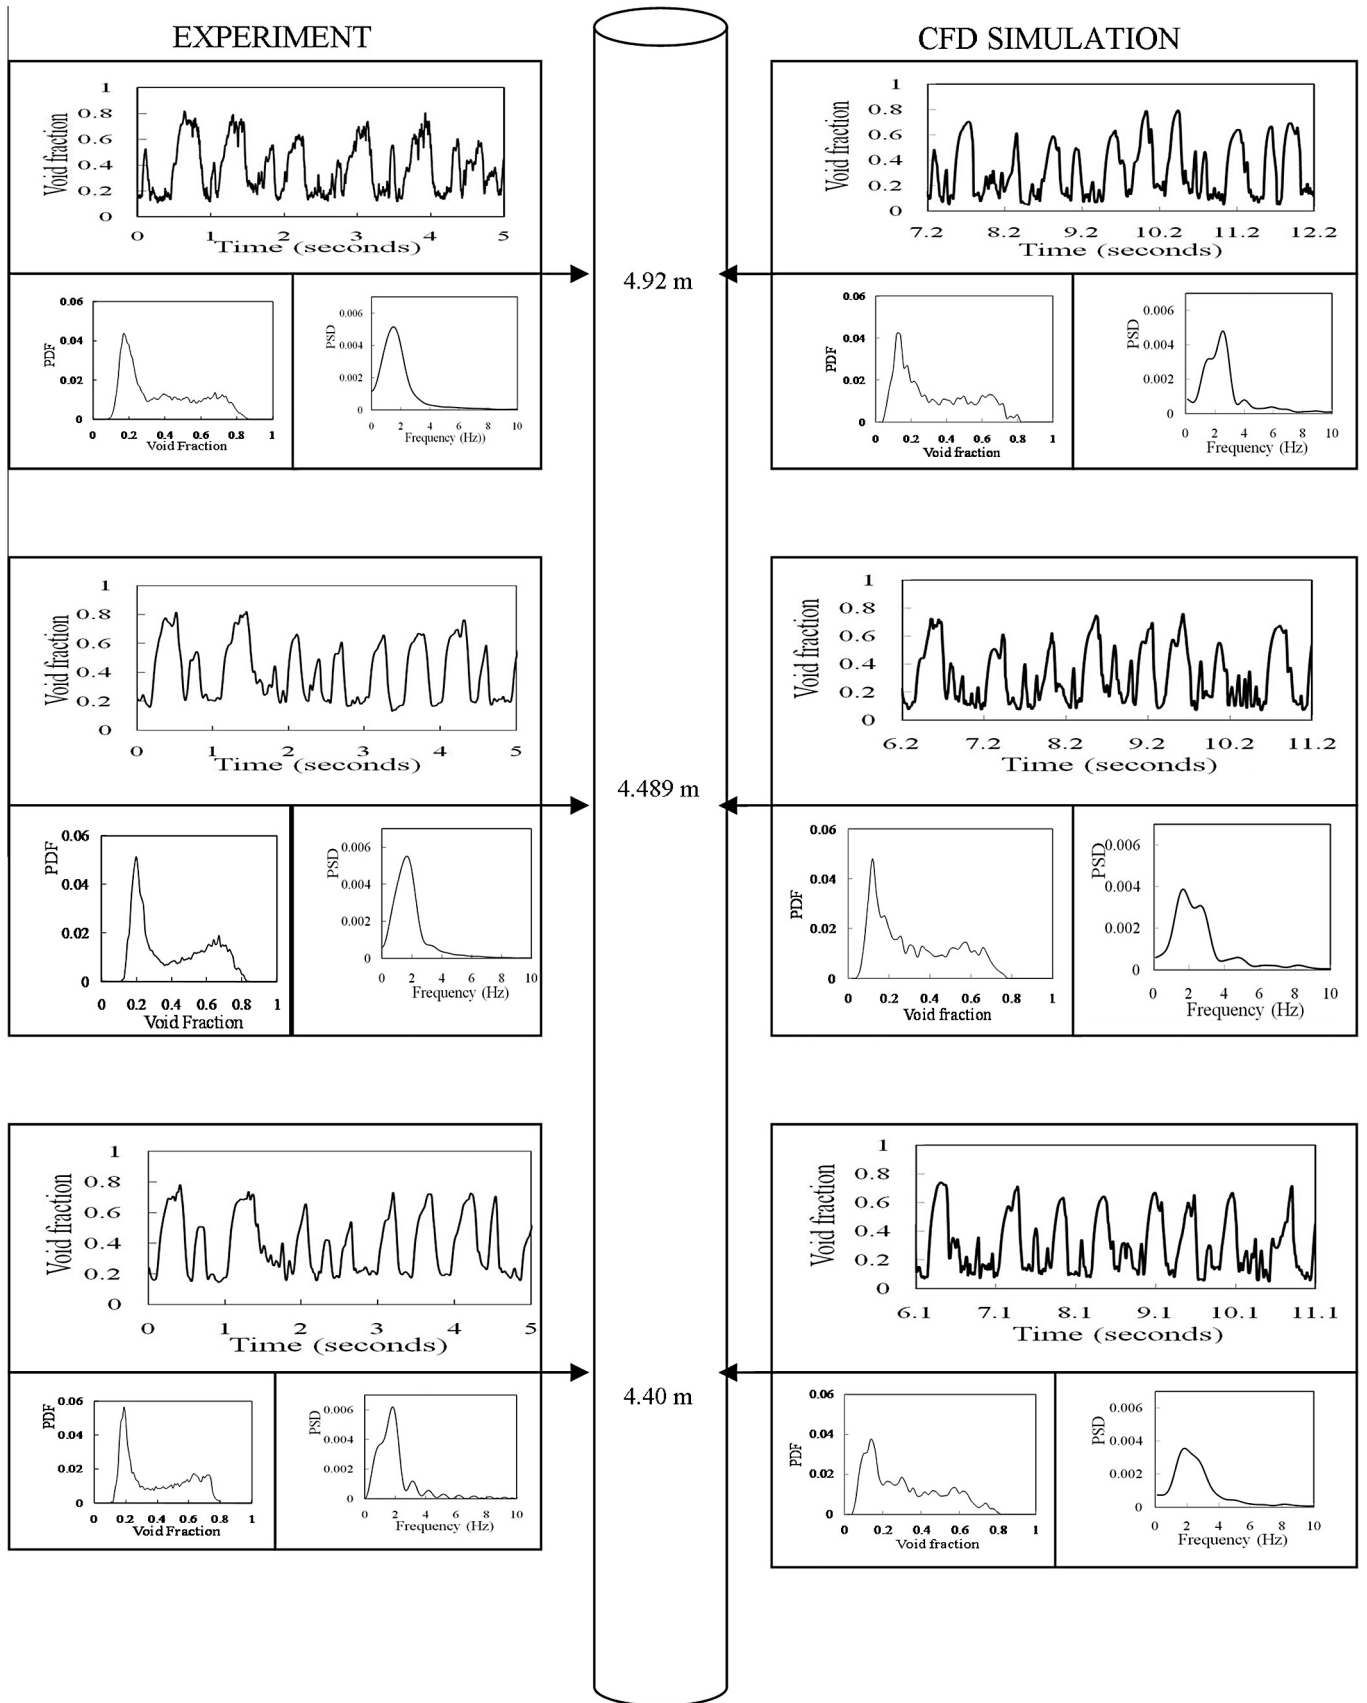 EXPERIMENT
CFD SIMULATION
Void fraction
1
0.8
0.6
0.4
0.2
0
0 1 2 3 4 5
Time (seconds)
Void fraction
1
0.8
0.6
0.4
0.2
0
7.2 8.2 9.2 10.2 11.2 12.2
Time (seconds)
4.92 m
PDF
0.06
0.04
0.02
0
0 0.2 0.4 0.6 0.8 1
Void Fraction
PSD
0.006
0.004
0.002
0
0 2 4 6 8 10
Frequency (Hz))
PDF
0.06
0.04
0.02
0
0 0.2 0.4 0.6 0.8 1
Void fraction
PSD
0.006
0.004
0.002
0
0 2 4 6 8 10
Frequency (Hz)
Void fraction
1
0.8
0.6
0.4
0.2
0
0 1 2 3 4 5
Time (seconds)
Void fraction
1
0.8
0.6
0.4
0.2
0
6.2 7.2 8.2 9.2 10.2 11.2
Time (seconds)
4.489 m
PDF
0.06
0.04
0.02
0
0 0.2 0.4 0.6 0.8 1
Void Fraction
PSD
0.006
0.004
0.002
0
0 2 4 6 8 10
Frequency (Hz)
PDF
0.06
0.04
0.02
0
0 0.2 0.4 0.6 0.8 1
Void fraction
PSD
0.006
0.004
0.002
0
0 2 4 6 8 10
Frequency (Hz)
Void fraction
1
0.8
0.6
0.4
0.2
0
0 1 2 3 4 5
Time (seconds)
Void fraction
1
0.8
0.6
0.4
0.2
0
6.1 7.1 8.1 9.1 10.1 11.1
Time (seconds)
4.40 m
PDF
0.06
0.04
0.02
0
0 0.2 0.4 0.6 0.8 1
Void Fraction
PSD
0.006
0.004
0.002
0
0 2 4 6 8 10
Frequency (Hz)
PDF
0.06
0.04
0.02
0
0 0.2 0.4 0.6 0.8 1
Void fraction
PSD
0.006
0.004
0.002
0
0 2 4 6 8 10
Frequency (Hz)